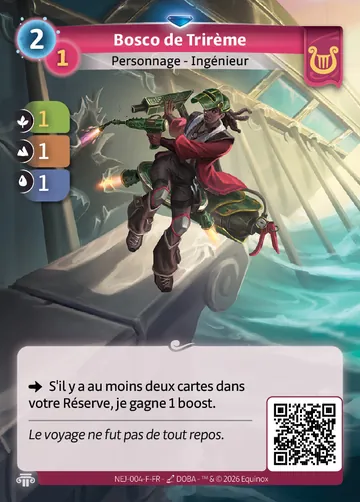 2
1
Bosco de Trirème
Personnage - Ingénieur
1
1
1
S'il y a au moins deux cartes dans
votre Réserve, je gagne 1 boost.
Le voyage ne fut pas de tout repos.
NEJ-004-F-FR - DOBA - ™ & © 2026 Equinox